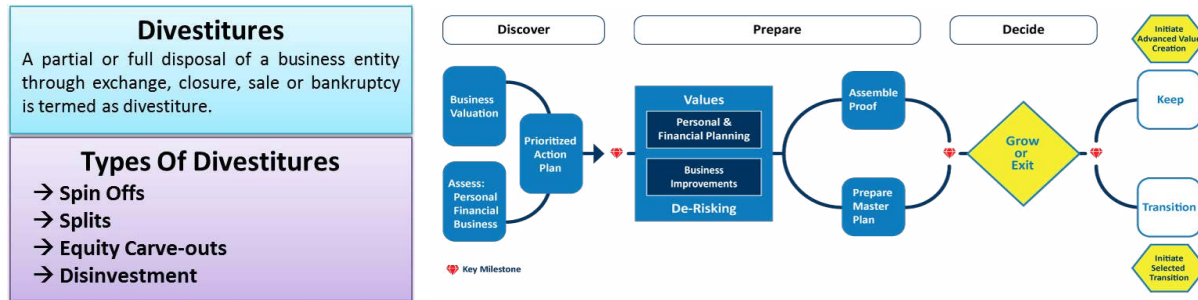 Divestitures
A partial or full disposal of a business entity
through exchange, closure, sale or bankruptcy
is termed as divestiture.
Types Of Divestitures
→ Spin Offs
→ Splits
→ Equity Carve-outs
→ Disinvestment
Discover
Prepare
Decide
Business
Valuation
Assess:
Personal
Financial
Business
Prioritized
Action
Plan
Values
Personal &
Financial Planning
Business
Improvements
De-Risking
Assemble
Proof
Prepare
Master
Plan
Grow
or
Exit
Initiate
Advanced Value
Creation
Keep
Transition
Initiate
Selected
Transition
Key Milestone